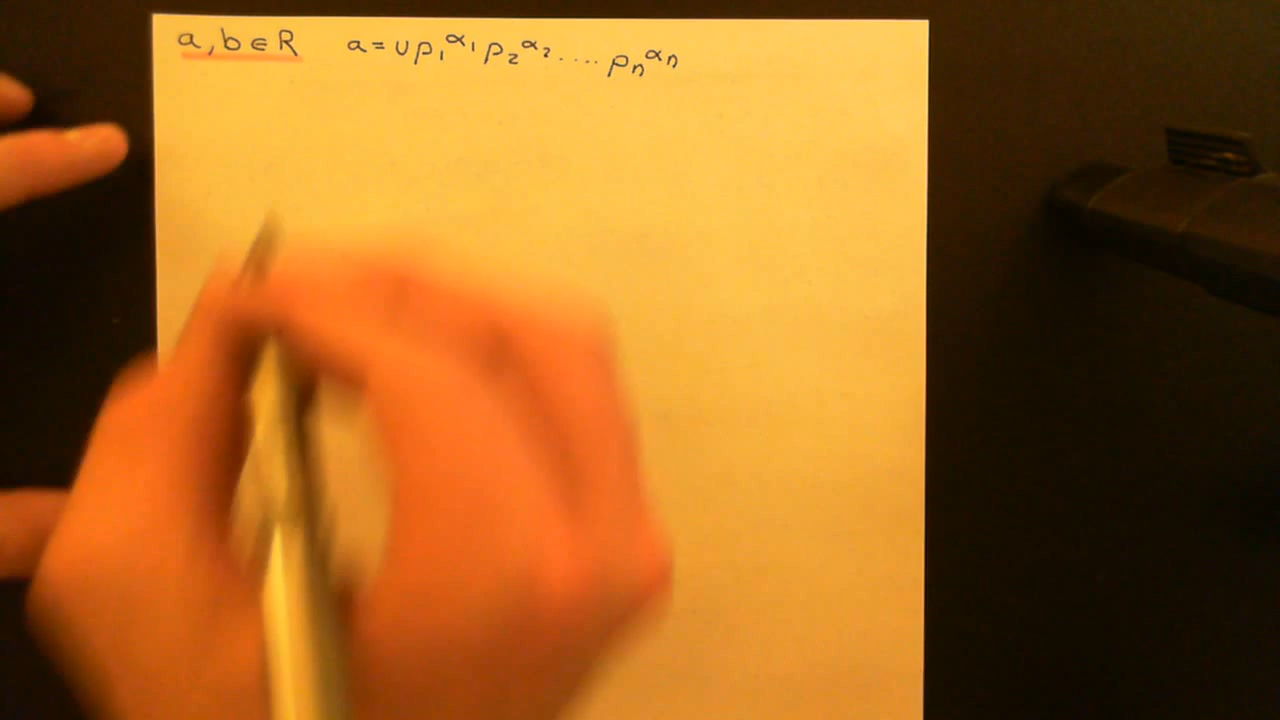 a, b ∈ R a = u p₁^α₁ p₂^α₂ .... pₙ^αₙ